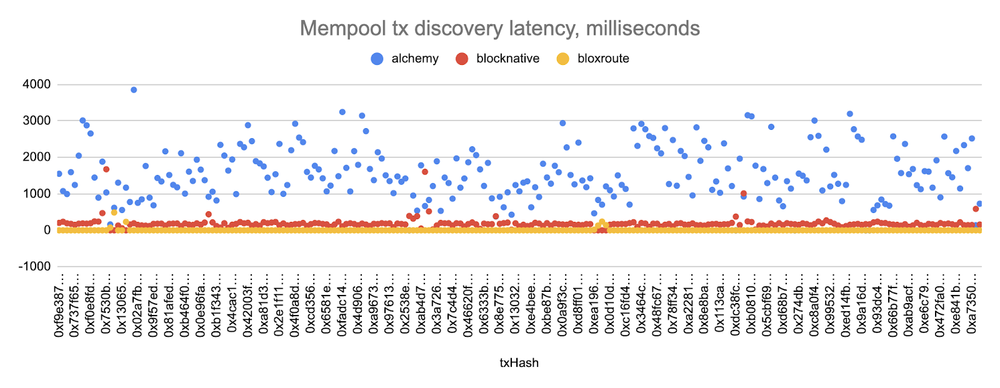 Mempool tx discovery latency, milliseconds
alchemy blocknative bloxroute
4000
3000
2000
1000
0
-1000
0xf9e387…
0x737f65…
0xf0e8fd…
0x7530b…
0x13065…
0x02a7fb…
0x9f57ed…
0x81afed…
0xb464f0…
0x0e96fa…
0xb1f343…
0x4cac1…
0x42003f…
0xa81d3…
0x2e1f11…
0x4f0a8d…
0xcd356…
0x6581e…
0xfadc14…
0x4d906…
0xa9673…
0x97613…
0x2538e…
0xab4d7…
0x3a726…
0x7c4d4…
0x46620f…
0x6333b…
0x8e775…
0x13032…
0x4bee…
0xbe87b…
0x0a9f3c…
0xd8ff01…
0xea196…
0x0d10d…
0xc16fd4…
0x3464c…
0x48fc67…
0x78ff34…
0xa2281…
0x8e8ba…
0x113ca…
0xdc38fc…
0xb0810…
0x5cbf69…
0xd68b7…
0x274db…
0xc8a0f4…
0x99532…
0xed14fb…
0x9a16d…
0x93dc4…
0x66b77f…
0xab9acf…
0xe6c79…
0x472fa0…
0xe841b…
0xa7350…
txHash